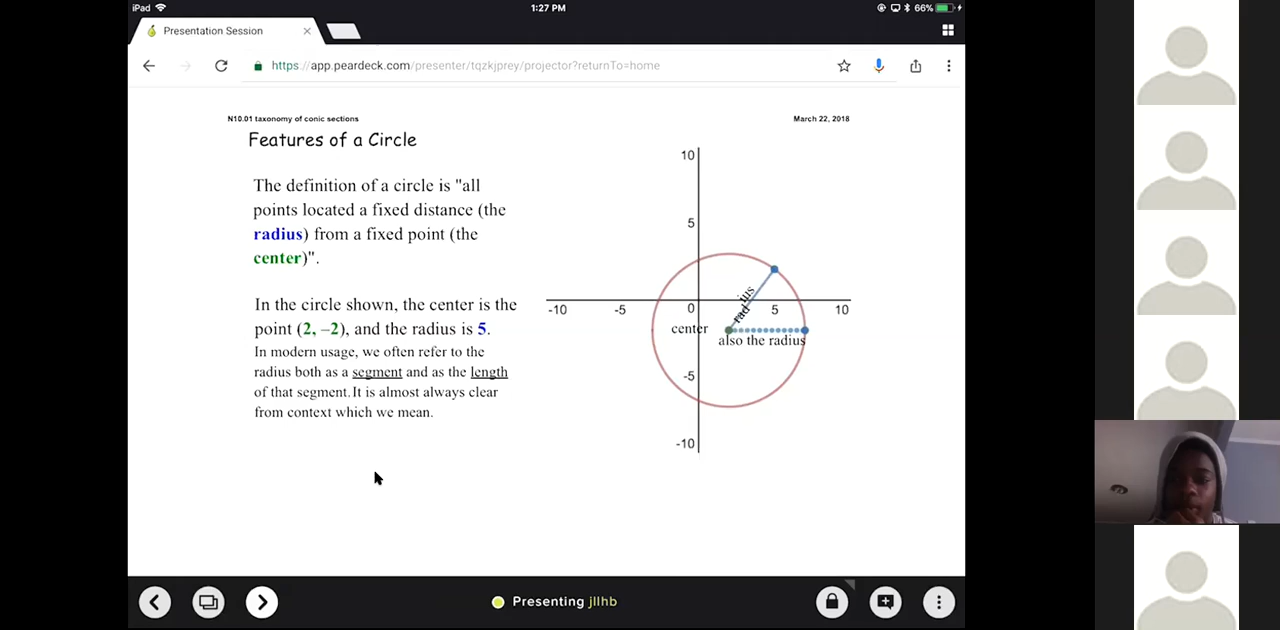 iPad
1:27 PM
66%
Presentation Session
https://app.peardeck.com/presenter/tqzkjprey/projector?returnTo=home
N10.01 taxonomy of conic sections
March 22, 2018
Features of a Circle
The definition of a circle is "all
points located a fixed distance (the
radius) from a fixed point (the
center)".
In the circle shown, the center is the
point (2, –2), and the radius is 5.
In modern usage, we often refer to the
radius both as a segment and as the length
of that segment. It is almost always clear
from context which we mean.
10
5
-10
-5
0
5
10
radius
center
also the radius
-5
-10
Presenting jllhb